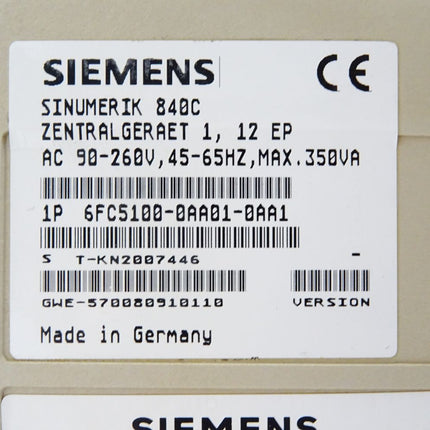 SIEMENS CE
SINUMERIK 840C
ZENTRALGERAET 1, 12 EP
AC 90-260V,45-65HZ,MAX.350VA
1P 6FC5100-0AA01-0AA1
S T-KN2007446 -
GWE-570080910110 VERSION
Made in Germany
SIEMENS